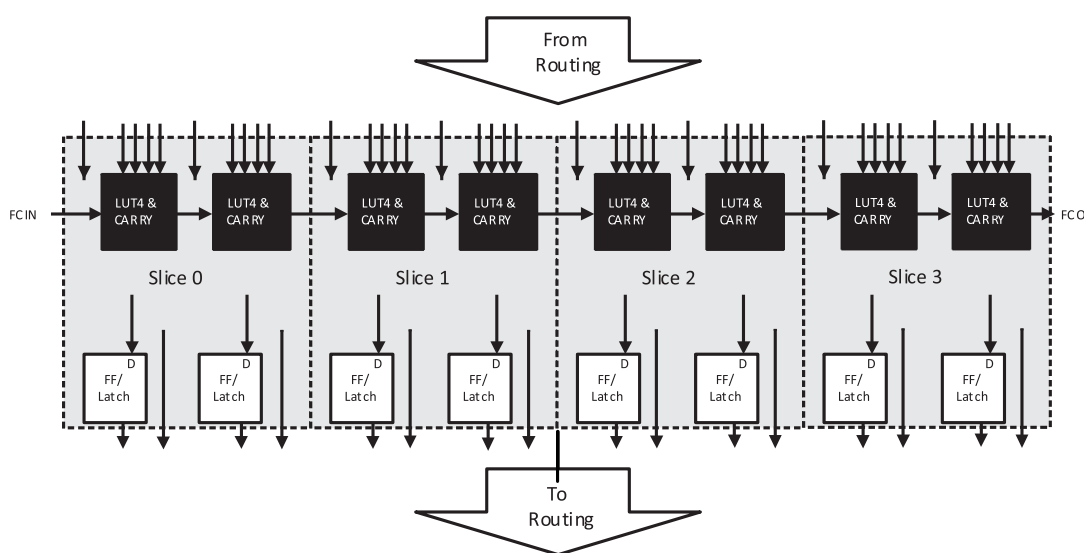 From
Routing
LUT4 &
CARRY
LUT4 &
CARRY
LUT4 &
CARRY
LUT4 &
CARRY
LUT4 &
CARRY
LUT4 &
CARRY
LUT4 &
CARRY
LUT4 &
CARRY
FCIN
FCO
Slice 0
Slice 1
Slice 2
Slice 3
D
FF/
Latch
D
FF/
Latch
D
FF/
Latch
D
FF/
Latch
D
FF/
Latch
D
FF/
Latch
D
FF/
Latch
D
FF/
Latch
To
Routing